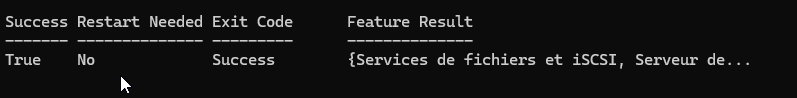 Success Restart Needed Exit Code      Feature Result
------- -------------- ---------      --------------
True    No             Success        {Services de fichiers et iSCSI, Serveur de...